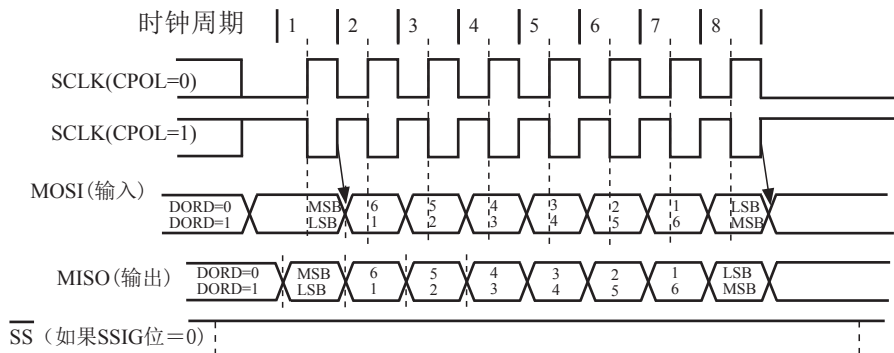 时钟周期 1 2 3 4 5 6 7 8
SCLK(CPOL=0)
SCLK(CPOL=1)
MOSI(输入)
DORD=0 MSB 6 5 4 3 2 1 LSB
DORD=1 LSB 1 2 3 4 5 6 MSB
MISO(输出)
DORD=0 MSB 6 5 4 3 2 1 LSB
DORD=1 LSB 1 2 3 4 5 6 MSB
SS（如果SSIG位＝0）